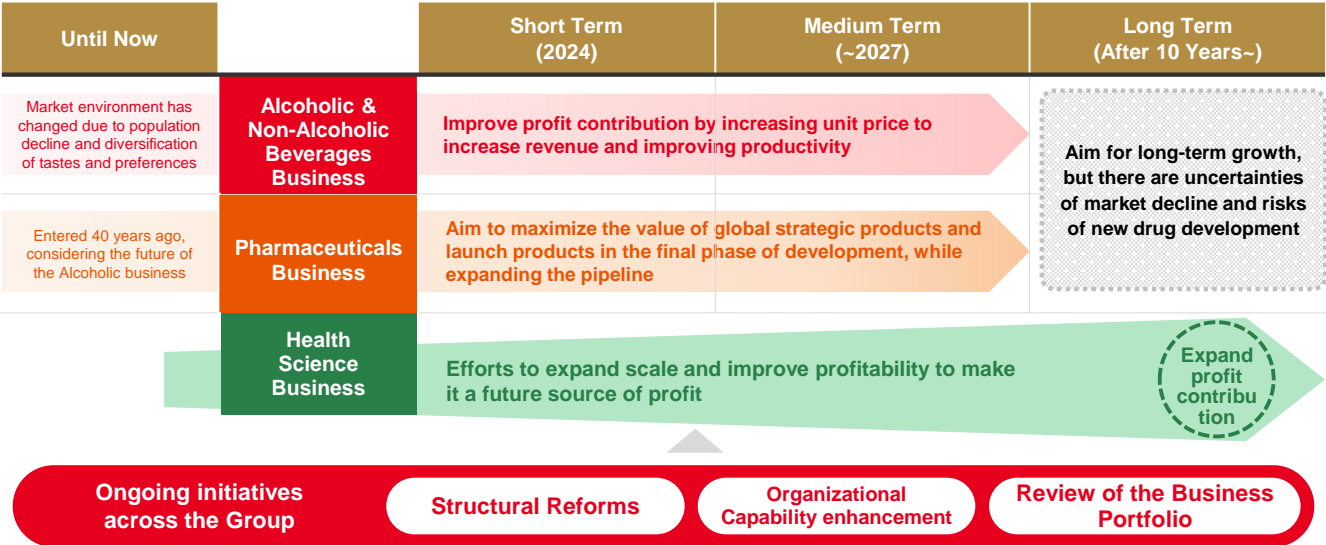 Until Now
Short Term
(2024)
Medium Term
(~2027)
Long Term
(After 10 Years~)
Market environment has
changed due to population
decline and diversification
of tastes and preferences
Alcoholic &
Non-Alcoholic
Beverages
Business
Improve profit contribution by increasing unit price to
increase revenue and improving productivity
Aim for long-term growth,
but there are uncertainties
of market decline and risks
of new drug development
Entered 40 years ago,
considering the future of
the Alcoholic business
Pharmaceuticals
Business
Aim to maximize the value of global strategic products and
launch products in the final phase of development, while
expanding the pipeline
Health
Science
Business
Efforts to expand scale and improve profitability to make
it a future source of profit
Expand
profit
contribu
tion
Ongoing initiatives
across the Group
Structural Reforms
Organizational
Capability enhancement
Review of the Business
Portfolio